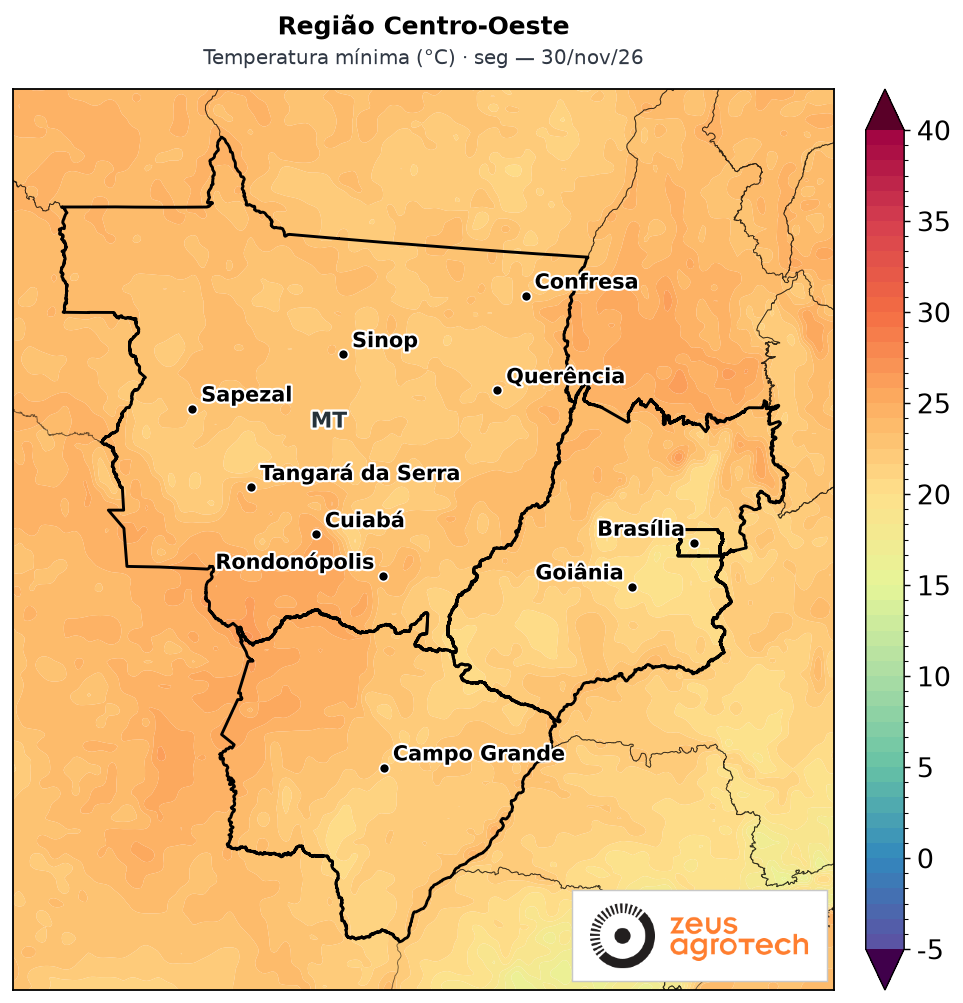 Região Centro-Oeste
Temperatura mínima (°C) · seg — 30/nov/26
Confresa
Sinop
Querência
Sapezal
MT
Tangará da Serra
Cuiabá
Brasília
Rondonópolis
Goiânia
Campo Grande
40
35
30
25
20
15
10
5
0
-5
zeus
agrotech